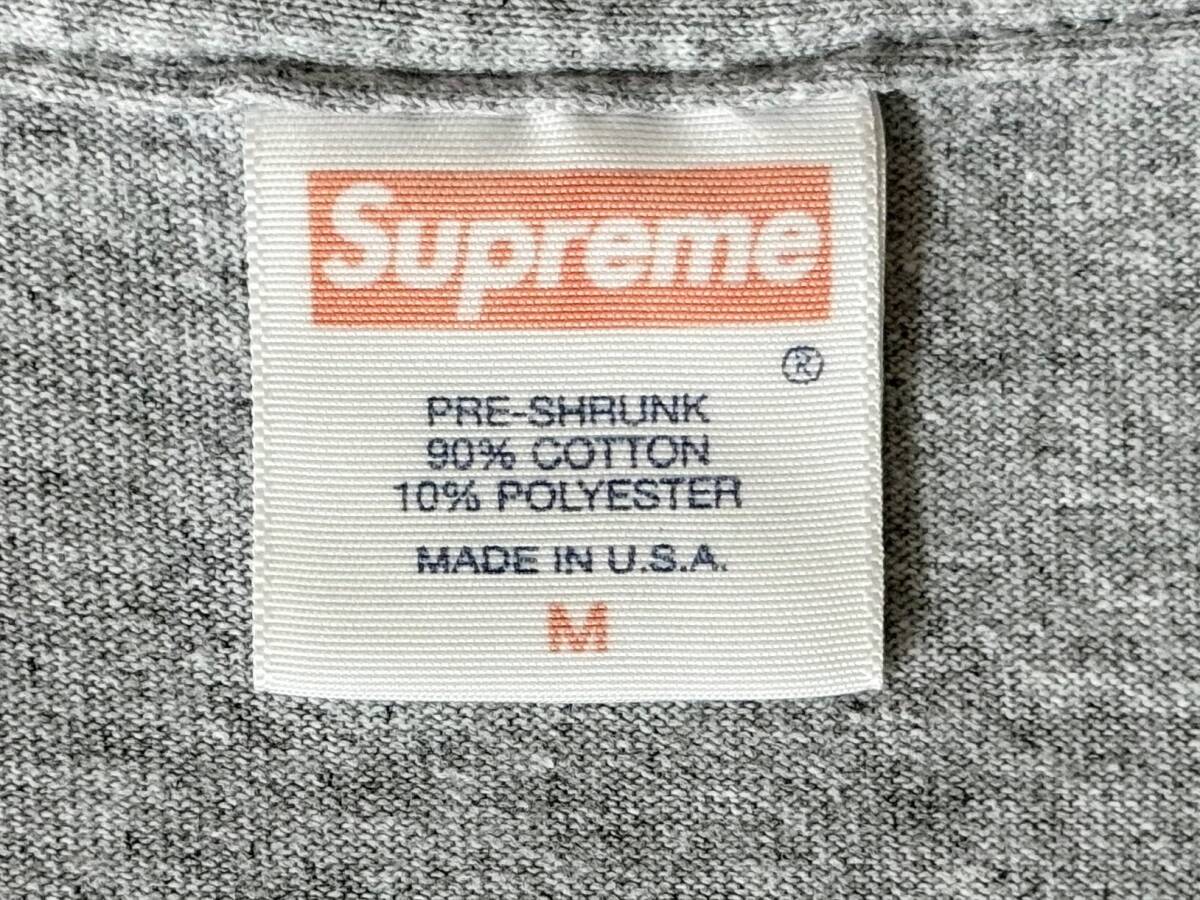 Supreme
®
PRE-SHRUNK
90% COTTON
10% POLYESTER
MADE IN U.S.A.
M